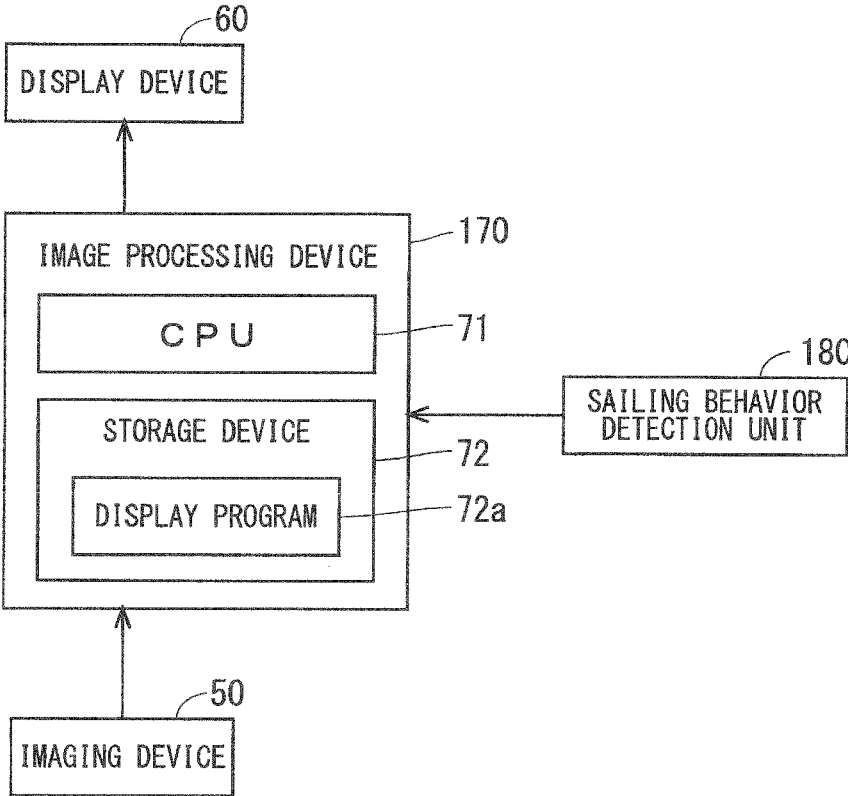 60
DISPLAY DEVICE
170
IMAGE PROCESSING DEVICE
CPU
71
180
SAILING BEHAVIOR
DETECTION UNIT
STORAGE DEVICE
72
DISPLAY PROGRAM
72a
50
IMAGING DEVICE